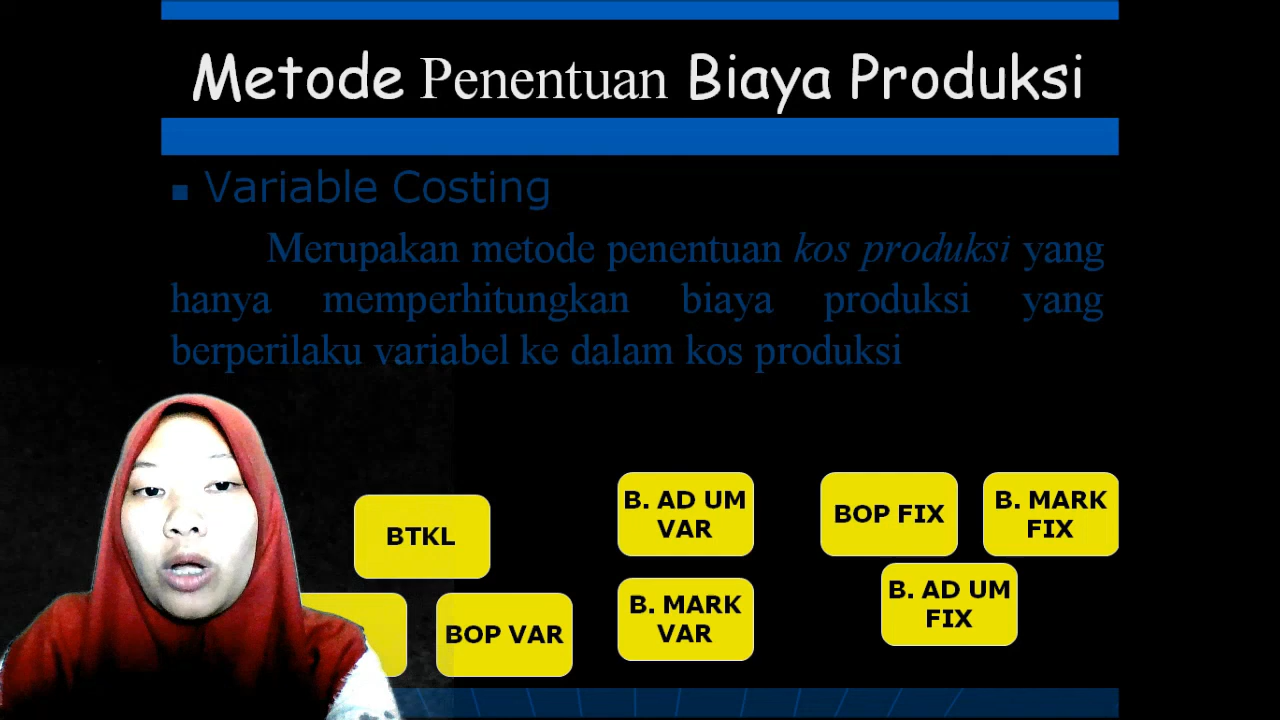 Metode Penentuan Biaya Produksi
Variable Costing
Merupakan metode penentuan kos produksi yang
hanya memperhitungkan biaya produksi yang
berperilaku variabel ke dalam kos produksi
BTKL
BOP VAR
B. AD UM
VAR
B. MARK
VAR
BOP FIX
B. MARK
FIX
B. AD UM
FIX